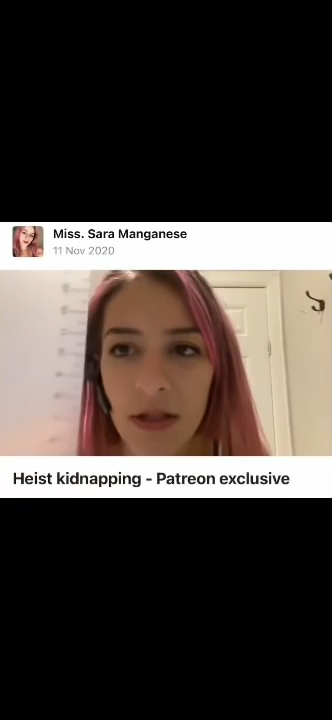 Miss. Sara Manganese
11 Nov 2020
Heist kidnapping - Patreon exclusive